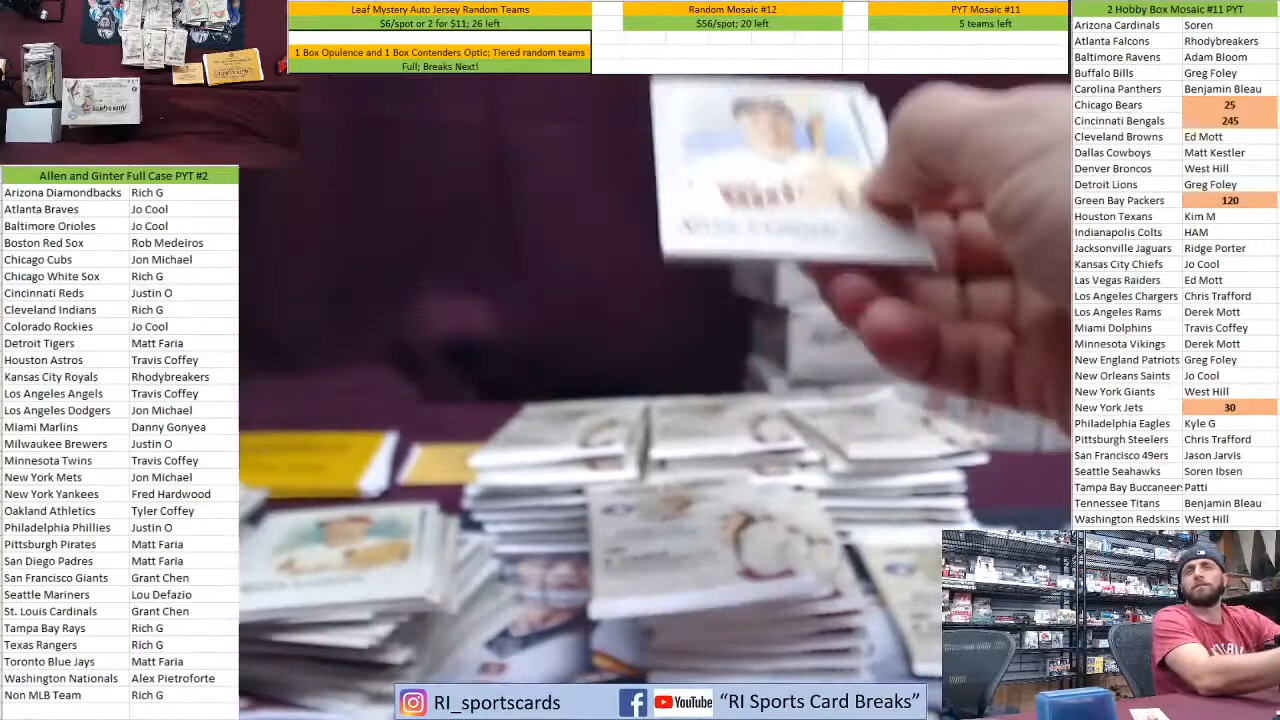 Leaf Mystery Auto Jersey Random Teams
$6/spot or 2 for $11; 26 left
1 Box Opulence and 1 Box Contenders Optic; Tiered random teams
Full; Breaks Next!
Random Mosaic #12
$56/spot; 20 left
PYT Mosaic #11
5 teams left
2 Hobby Box Mosaic #11 PYT
Arizona Cardinals Soren
Atlanta Falcons Rhodybreakers
Baltimore Ravens Adam Bloom
Buffalo Bills Greg Foley
Carolina Panthers Benjamin Bleau
Chicago Bears 25
Cincinnati Bengals 245
Cleveland Browns Ed Mott
Dallas Cowboys Matt Kestler
Denver Broncos West Hill
Detroit Lions Greg Foley
Green Bay Packers 120
Houston Texans Kim M
Indianapolis Colts HAM
Jacksonville Jaguars Ridge Porter
Kansas City Chiefs Jo Cool
Las Vegas Raiders Ed Mott
Los Angeles Chargers Chris Trafford
Los Angeles Rams Derek Mott
Miami Dolphins Travis Coffey
Minnesota Vikings Derek Mott
New England Patriots Greg Foley
New Orleans Saints Jo Cool
New York Giants West Hill
New York Jets 30
Philadelphia Eagles Kyle G
Pittsburgh Steelers Chris Trafford
San Francisco 49ers Jason Jarvis
Seattle Seahawks Soren Ibsen
Tampa Bay Buccaneer Patti
Tennessee Titans Benjamin Bleau
Washington Redskins West Hill
Allen and Ginter Full Case PYT #2
Arizona Diamondbacks Rich G
Atlanta Braves Jo Cool
Baltimore Orioles Jo Cool
Boston Red Sox Rob Medeiros
Chicago Cubs Jon Michael
Chicago White Sox Rich G
Cincinnati Reds Justin O
Cleveland Indians Rich G
Colorado Rockies Jo Cool
Detroit Tigers Matt Faria
Houston Astros Travis Coffey
Kansas City Royals Rhodybreakers
Los Angeles Angels Travis Coffey
Los Angeles Dodgers Jon Michael
Miami Marlins Danny Gonyea
Milwaukee Brewers Justin O
Minnesota Twins Travis Coffey
New York Mets Jon Michael
New York Yankees Fred Hardwood
Oakland Athletics Tyler Coffey
Philadelphia Phillies Justin O
Pittsburgh Pirates Matt Faria
San Diego Padres Matt Faria
San Francisco Giants Grant Chen
Seattle Mariners Lou Defazio
St. Louis Cardinals Grant Chen
Tampa Bay Rays Rich G
Texas Rangers Rich G
Toronto Blue Jays Matt Faria
Washington Nationals Alex Pietroforte
Non MLB Team Rich G
RI_sportscards
YouTube
“RI Sports Card Breaks”